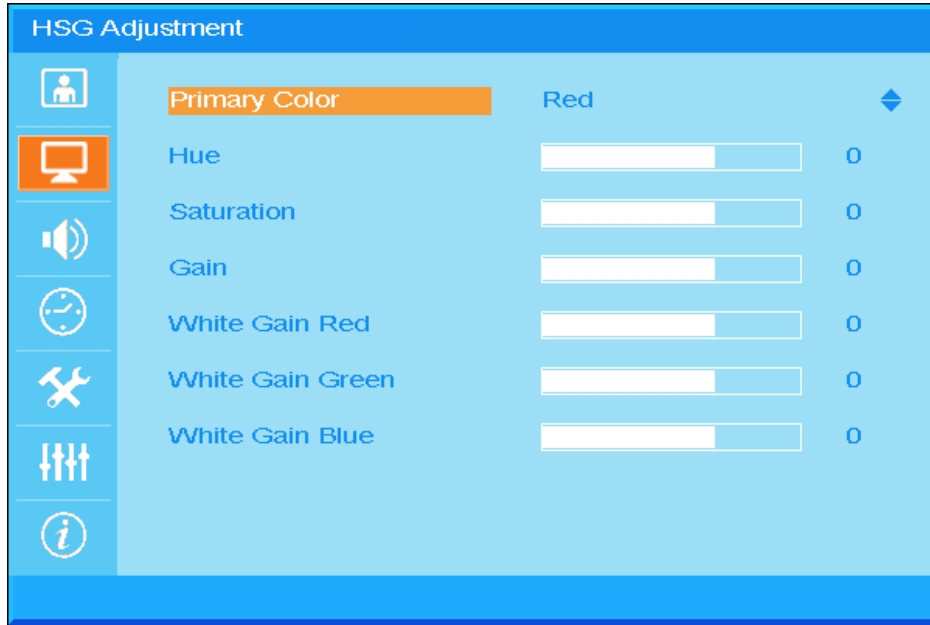 HSG Adjustment
Primary Color Red
Hue 0
Saturation 0
Gain 0
White Gain Red 0
White Gain Green 0
White Gain Blue 0